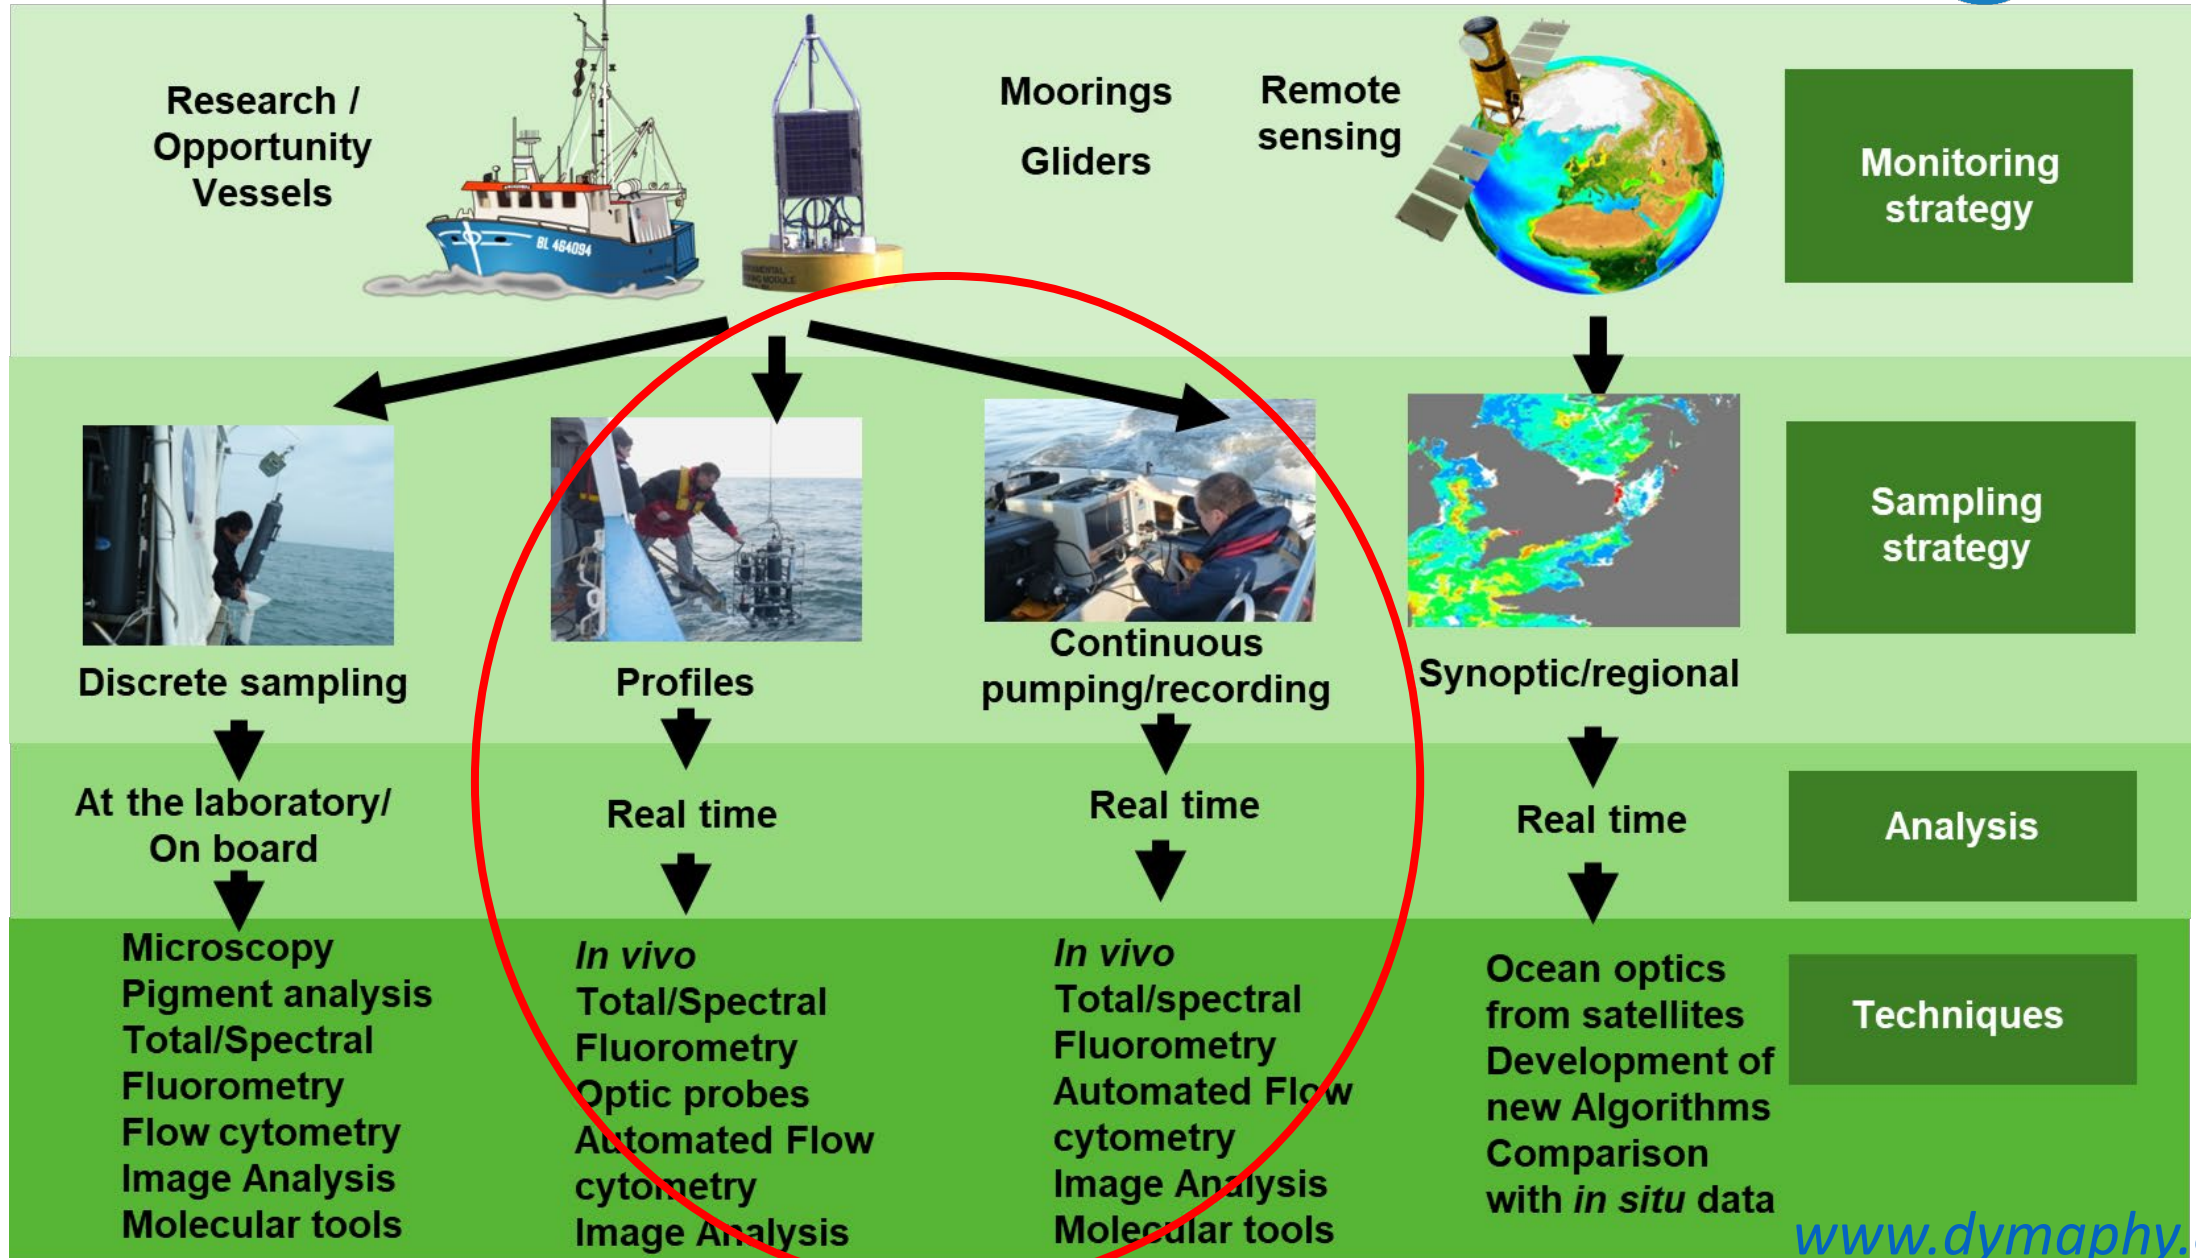 Research /
Opportunity
Vessels
BL 464094
Moorings
Gliders
Remote
sensing
Monitoring
strategy
Discrete sampling
Profiles
Continuous
pumping/recording
Synoptic/regional
Sampling
strategy
At the laboratory/
On board
Real time
Real time
Real time
Analysis
Microscopy
Pigment analysis
Total/Spectral
Fluorometry
Flow cytometry
Image Analysis
Molecular tools
In vivo
Total/Spectral
Fluorometry
Optic probes
Automated Flow
cytometry
Image Analysis
In vivo
Total/spectral
Fluorometry
Automated Flow
cytometry
Image Analysis
Molecular tools
Ocean optics
from satellites
Development of
new Algorithms
Comparison
with in situ data
Techniques
www.dymaphy.